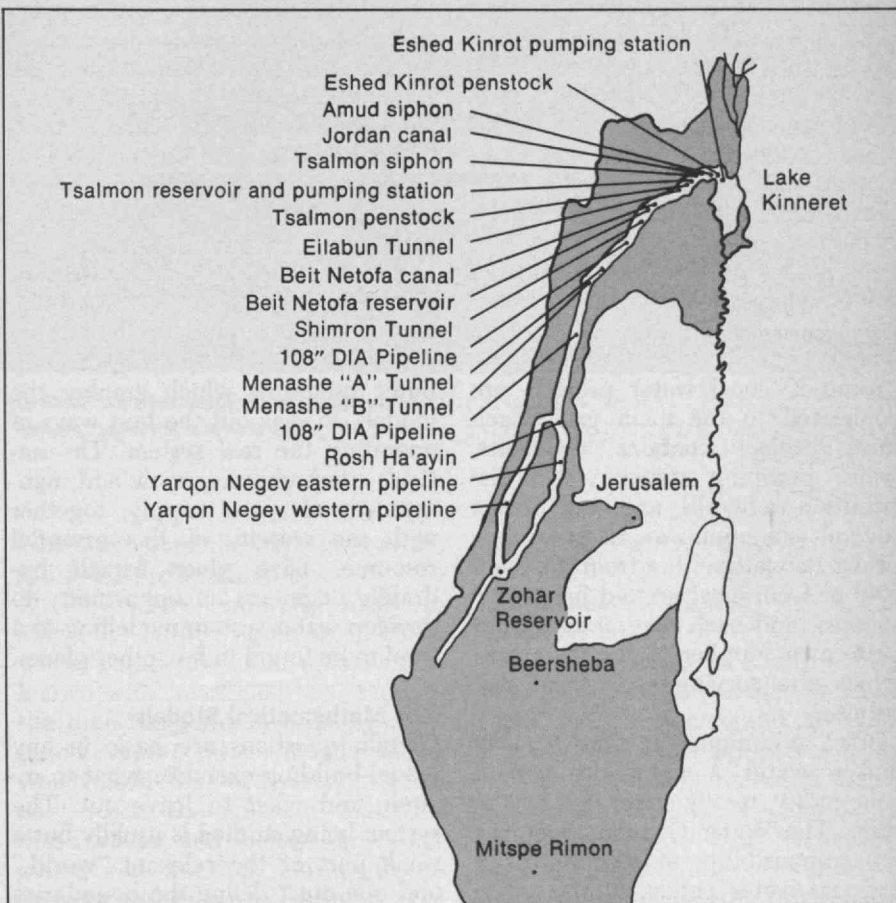 Eshed Kinrot pumping station
Eshed Kinrot penstock
Amud siphon
Jordan canal
Tsalmon siphon
Tsalmon reservoir and pumping station
Tsalmon penstock
Eilabun Tunnel
Beit Netofa canal
Beit Netofa reservoir
Shimron Tunnel
108" DIA Pipeline
Menashe "A" Tunnel
Menashe "B" Tunnel
108" DIA Pipeline
Rosh Ha'ayin
Yarqon Negev eastern pipeline
Yarqon Negev western pipeline
Lake
Kinneret
Jerusalem
Zohar
Reservoir
Beersheba
Mitspe Rimon